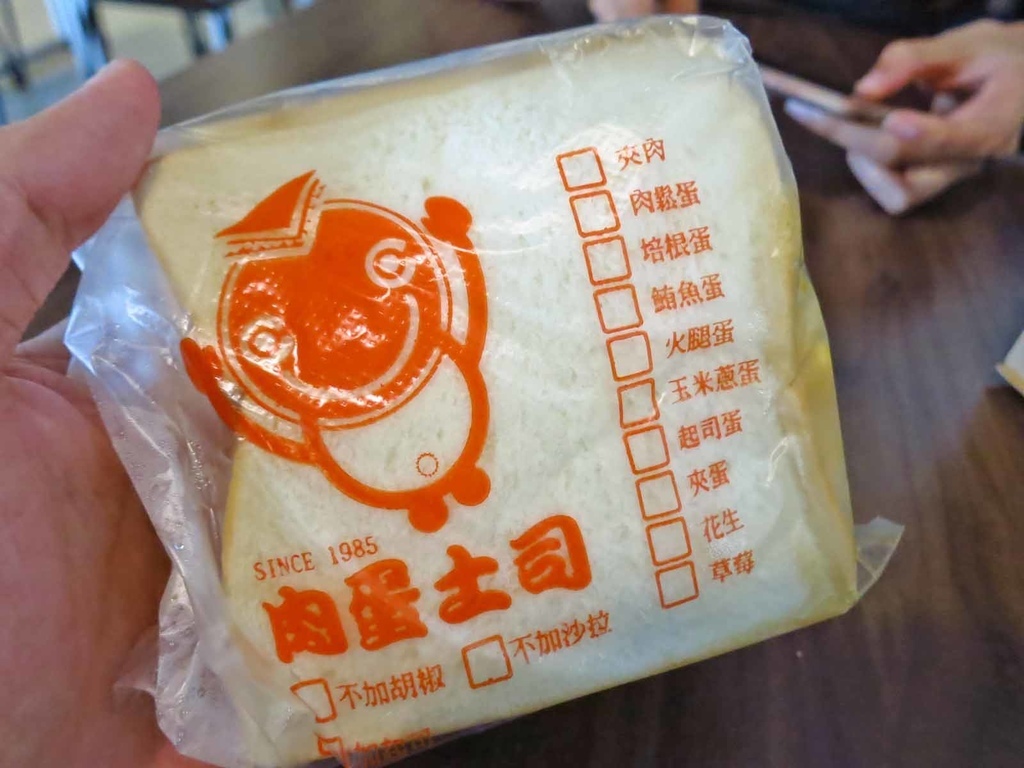 夾肉
肉鬆蛋
培根蛋
鮪魚蛋
火腿蛋
玉米蔥蛋
起司蛋
夾蛋
花生
草莓
SINCE 1985
肉蛋土司
不加胡椒
不加沙拉